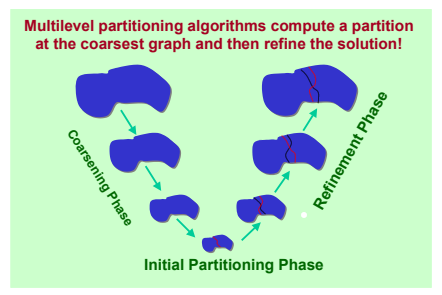 Multilevel partitioning algorithms compute a partition
at the coarsest graph and then refine the solution!
Coarsening Phase
Refinement Phase
Initial Partitioning Phase